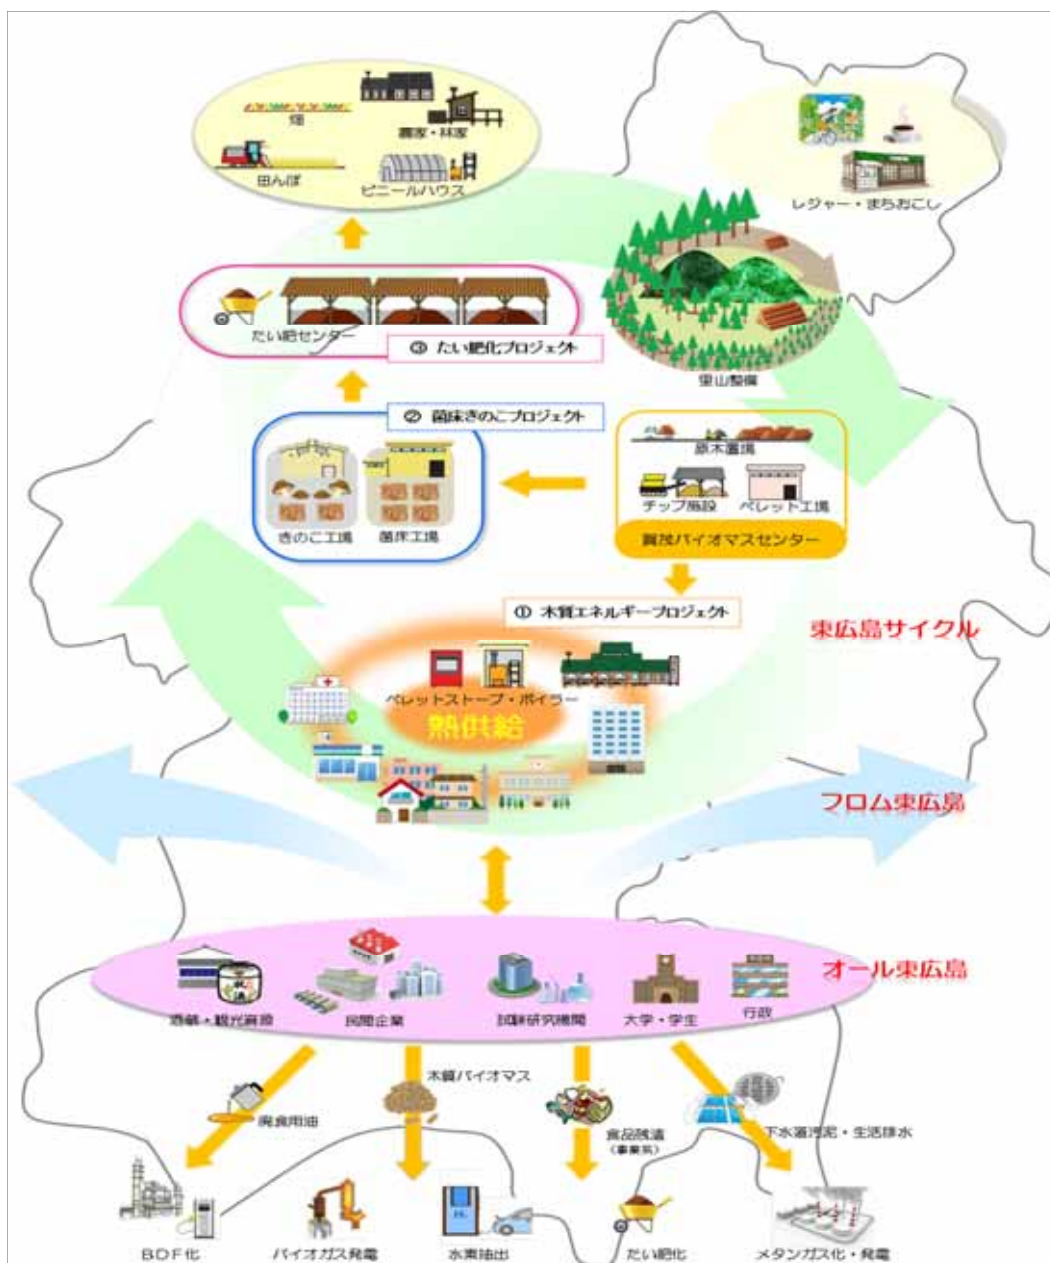 畑
農家・林家
田んぼ
ビニールハウス
レジャー・まちおこし
たい肥センター
③ たい肥化プロジェクト
里山整備
② 菌床きのこプロジェクト
きのこ工場
菌床工場
原木置場
チップ施設
ペレット工場
賀茂バイオマスセンター
① 木質エネルギープロジェクト
東広島サイクル
ペレットストーブ・ボイラー
熱供給
フロム東広島
オール東広島
酒蔵・観光資源
民間企業
試験研究機関
大学・学生
行政
木質バイオマス
廃食用油
食品残渣
(事業系)
下水道汚泥・生活排水
BDF化
バイオガス発電
水素抽出
たい肥化
メタンガス化・発電